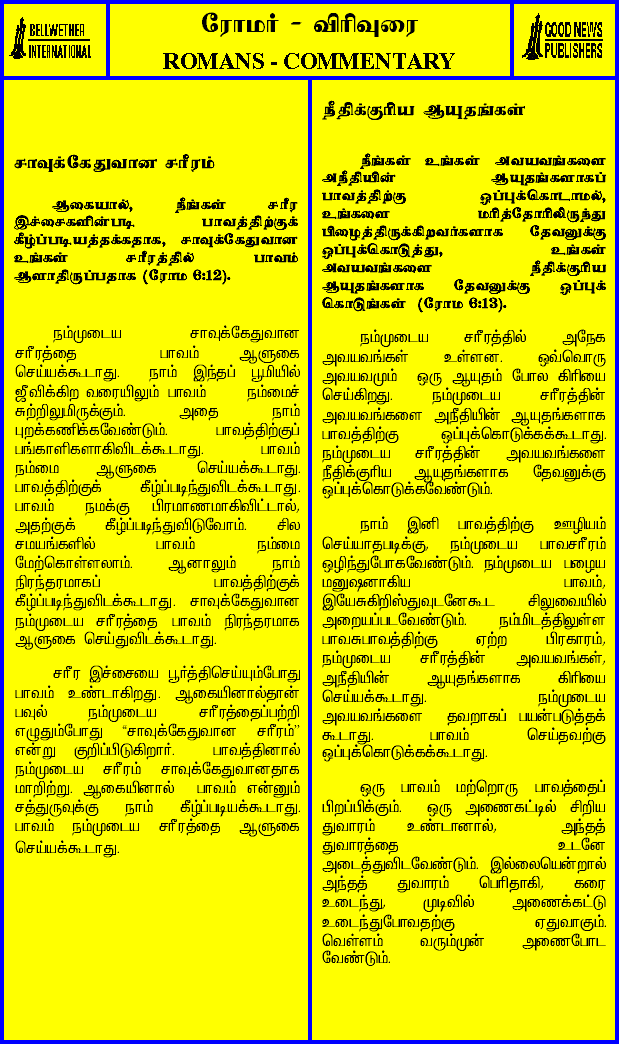 BELLWETHER
INTERNATIONAL
ரோமர் - விரிவுரை
ROMANS - COMMENTARY
GOOD NEWS
PUBLISHERS
சாவுக்கேதுவான சரீரம்
ஆகையால், நீங்கள் சரீர
இச்சைகளின்படி பாவத்திற்குக்
கீழ்ப்படியத்தக்கதாக, சாவுக்கேதுவான
உங்கள் சரீரத்தில் பாவம்
ஆளாதிருப்பதாக (ரோம 6:12).
நம்முடைய சாவுக்கேதுவான
சரீரத்தை பாவம் ஆளுகை
செய்யக்கூடாது. நாம் இந்தப் பூமியில்
ஜீவிக்கிற வரையிலும் பாவம் நம்மைச்
சுற்றிலுமிருக்கும். அதை நாம்
புறக்கணிக்கவேண்டும். பாவத்திற்குப்
பங்காளிகளாகிவிடக்கூடாது. பாவம்
நம்மை ஆளுகை செய்யக்கூடாது.
பாவத்திற்குக் கீழ்ப்படிந்துவிடக்கூடாது.
பாவம் நமக்கு பிரமாணமாகிவிட்டால்,
அதற்குக் கீழ்ப்படிந்துவிடுவோம். சில
சமயங்களில் பாவம் நம்மை
மேற்கொள்ளலாம். ஆனாலும் நாம்
நிரந்தரமாகப் பாவத்திற்குக்
கீழ்ப்படிந்துவிடக்கூடாது. சாவுக்கேதுவான
நம்முடைய சரீரத்தை பாவம் நிரந்தரமாக
ஆளுகை செய்துவிடக்கூடாது.
சரீர இச்சையை பூர்த்திசெய்யும்போது
பாவம் உண்டாகிறது. ஆகையினால்தான்
பவுல் நம்முடைய சரீரத்தைப்பற்றி
எழுதும்போது “சாவுக்கேதுவான சரீரம்”
என்று குறிப்பிடுகிறார். பாவத்தினால்
நம்முடைய சரீரம் சாவுக்கேதுவானதாக
மாறிற்று. ஆகையினால் பாவம் என்னும்
சத்துருவுக்கு நாம் கீழ்ப்படியக்கூடாது.
பாவம் நம்முடைய சரீரத்தை ஆளுகை
செய்யக்கூடாது.
நீதிக்குரிய ஆயுதங்கள்
நீங்கள் உங்கள் அவயவங்களை
அநீதியின் ஆயுதங்களாகப்
பாவத்திற்கு ஒப்புக்கொடாமல்,
உங்களை மரித்தோரிலிருந்து
பிழைத்திருக்கிறவர்களாக தேவனுக்கு
ஒப்புக்கொடுத்து, உங்கள்
அவயவங்களை நீதிக்குரிய
ஆயுதங்களாக தேவனுக்கு ஒப்புக்
கொடுங்கள் (ரோம 6:13).
நம்முடைய சரீரத்தில் அநேக
அவயவங்கள் உள்ளன. ஒவ்வொரு
அவயவமும் ஒரு ஆயுதம் போல கிரியை
செய்கிறது. நம்முடைய சரீரத்தின்
அவயவங்களை அநீதியின் ஆயுதங்களாக
பாவத்திற்கு ஒப்புக்கொடுக்கக்கூடாது.
நம்முடைய சரீரத்தின் அவயவங்களை
நீதிக்குரிய ஆயுதங்களாக தேவனுக்கு
ஒப்புக்கொடுக்கவேண்டும்.
நாம் இனி பாவத்திற்கு ஊழியம்
செய்யாதபடிக்கு, நம்முடைய பாவசரீரம்
ஒழிந்துபோகவேண்டும். நம்முடைய பழைய
மனுஷனாகிய பாவம்,
இயேசுகிறிஸ்துவுடனேகூட சிலுவையில்
அறையப்படவேண்டும். நம்மிடத்திலுள்ள
பாவசுபாவத்திற்கு ஏற்ற பிரகாரம்,
நம்முடைய சரீரத்தின் அவயவங்கள்,
அநீதியின் ஆயுதங்களாக கிரியை
செய்யக்கூடாது. நம்முடைய
அவயவங்களை தவறாகப் பயன்படுத்தக்
கூடாது. பாவம் செய்தவற்கு
ஒப்புக்கொடுக்கக்கூடாது.
ஒரு பாவம் மற்றொரு பாவத்தைப்
பிறப்பிக்கும். ஒரு அணைகட்டில் சிறிய
துவாரம் உண்டானால், அந்தத்
துவாரத்தை உடனே
அடைத்துவிடவேண்டும். இல்லையென்றால்
அந்தத் துவாரம் பெரிதாகி, கரை
உடைந்து, முடிவில் அணைக்கட்டு
உடைந்துபோவதற்கு ஏதுவாகும்.
வெள்ளம் வரும்முன் அணைபோட
வேண்டும்.